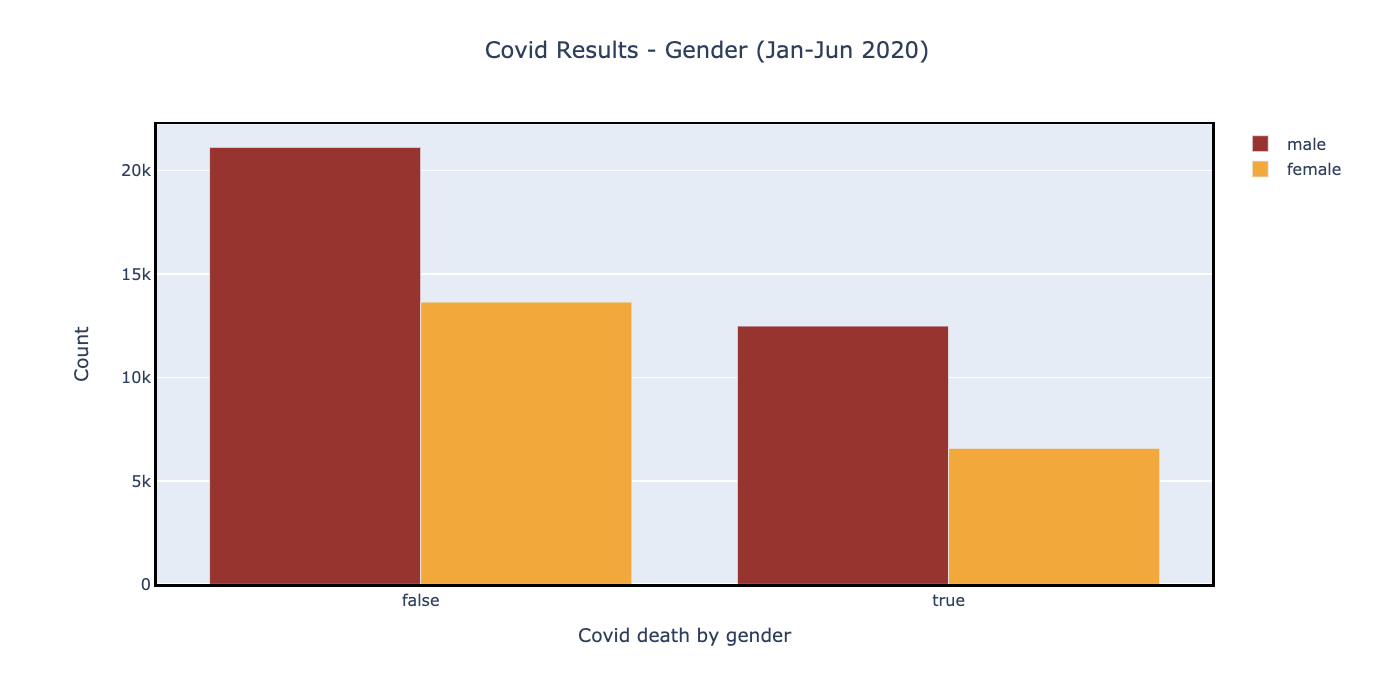 Covid Results - Gender (Jan-Jun 2020)
male
female
20k
15k
10k
5k
0
Count
false
true
Covid death by gender